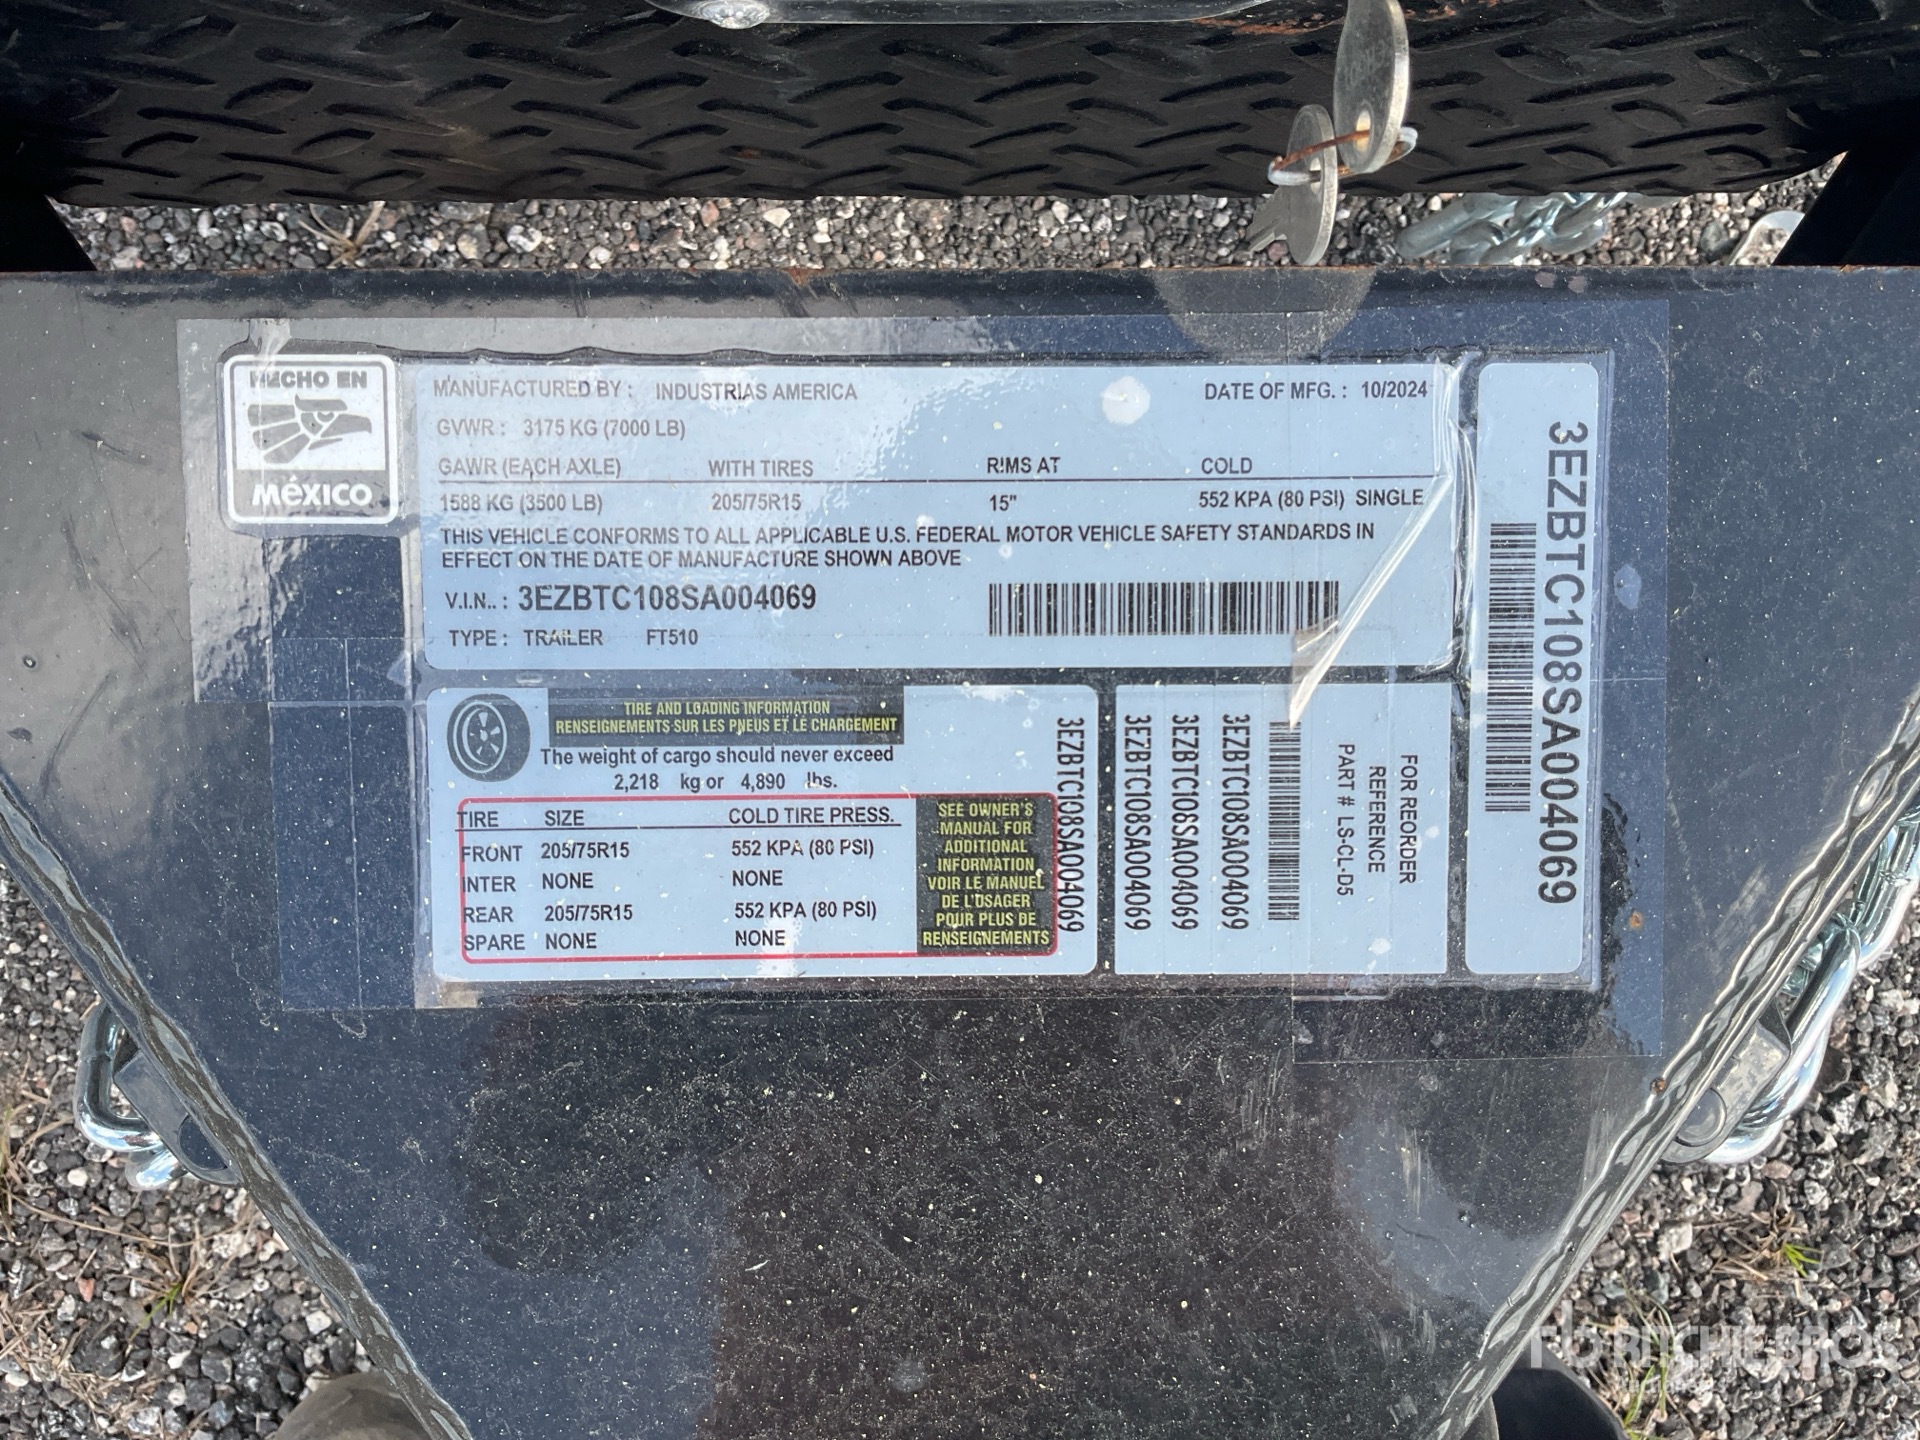 HECHO EN
MéXICO
MANUFACTURED BY : INDUSTRIAS AMERICA DATE OF MFG. : 10/2024
GVWR : 3175 KG (7000 LB)
GAWR (EACH AXLE) WITH TIRES RIMS AT COLD
1588 KG (3500 LB) 205/75R15 15" 552 KPA (80 PSI) SINGLE
THIS VEHICLE CONFORMS TO ALL APPLICABLE U.S. FEDERAL MOTOR VEHICLE SAFETY STANDARDS IN
EFFECT ON THE DATE OF MANUFACTURE SHOWN ABOVE
V.I.N.. : 3EZBTC108SA004069
TYPE : TRAILER FT510
TIRE AND LOADING INFORMATION
RENSEIGNEMENTS SUR LES PNEUS ET LE CHARGEMENT
The weight of cargo should never exceed
2,218 kg or 4,890 lbs.
TIRE SIZE COLD TIRE PRESS.
FRONT 205/75R15 552 KPA (80 PSI)
INTER NONE NONE
REAR 205/75R15 552 KPA (80 PSI)
SPARE NONE NONE
SEE OWNER'S
MANUAL FOR
ADDITIONAL
INFORMATION
VOIR LE MANUEL
DE L'USAGER
POUR PLUS DE
RENSEIGNEMENTS
3EZBTC108SA004069
3EZBTC108SA004069
3EZBTC108SA004069
3EZBTC108SA004069
FOR REORDER
REFERENCE
PART # LS-CL-D5
3EZBTC108SA004069
RITCHIE BROS